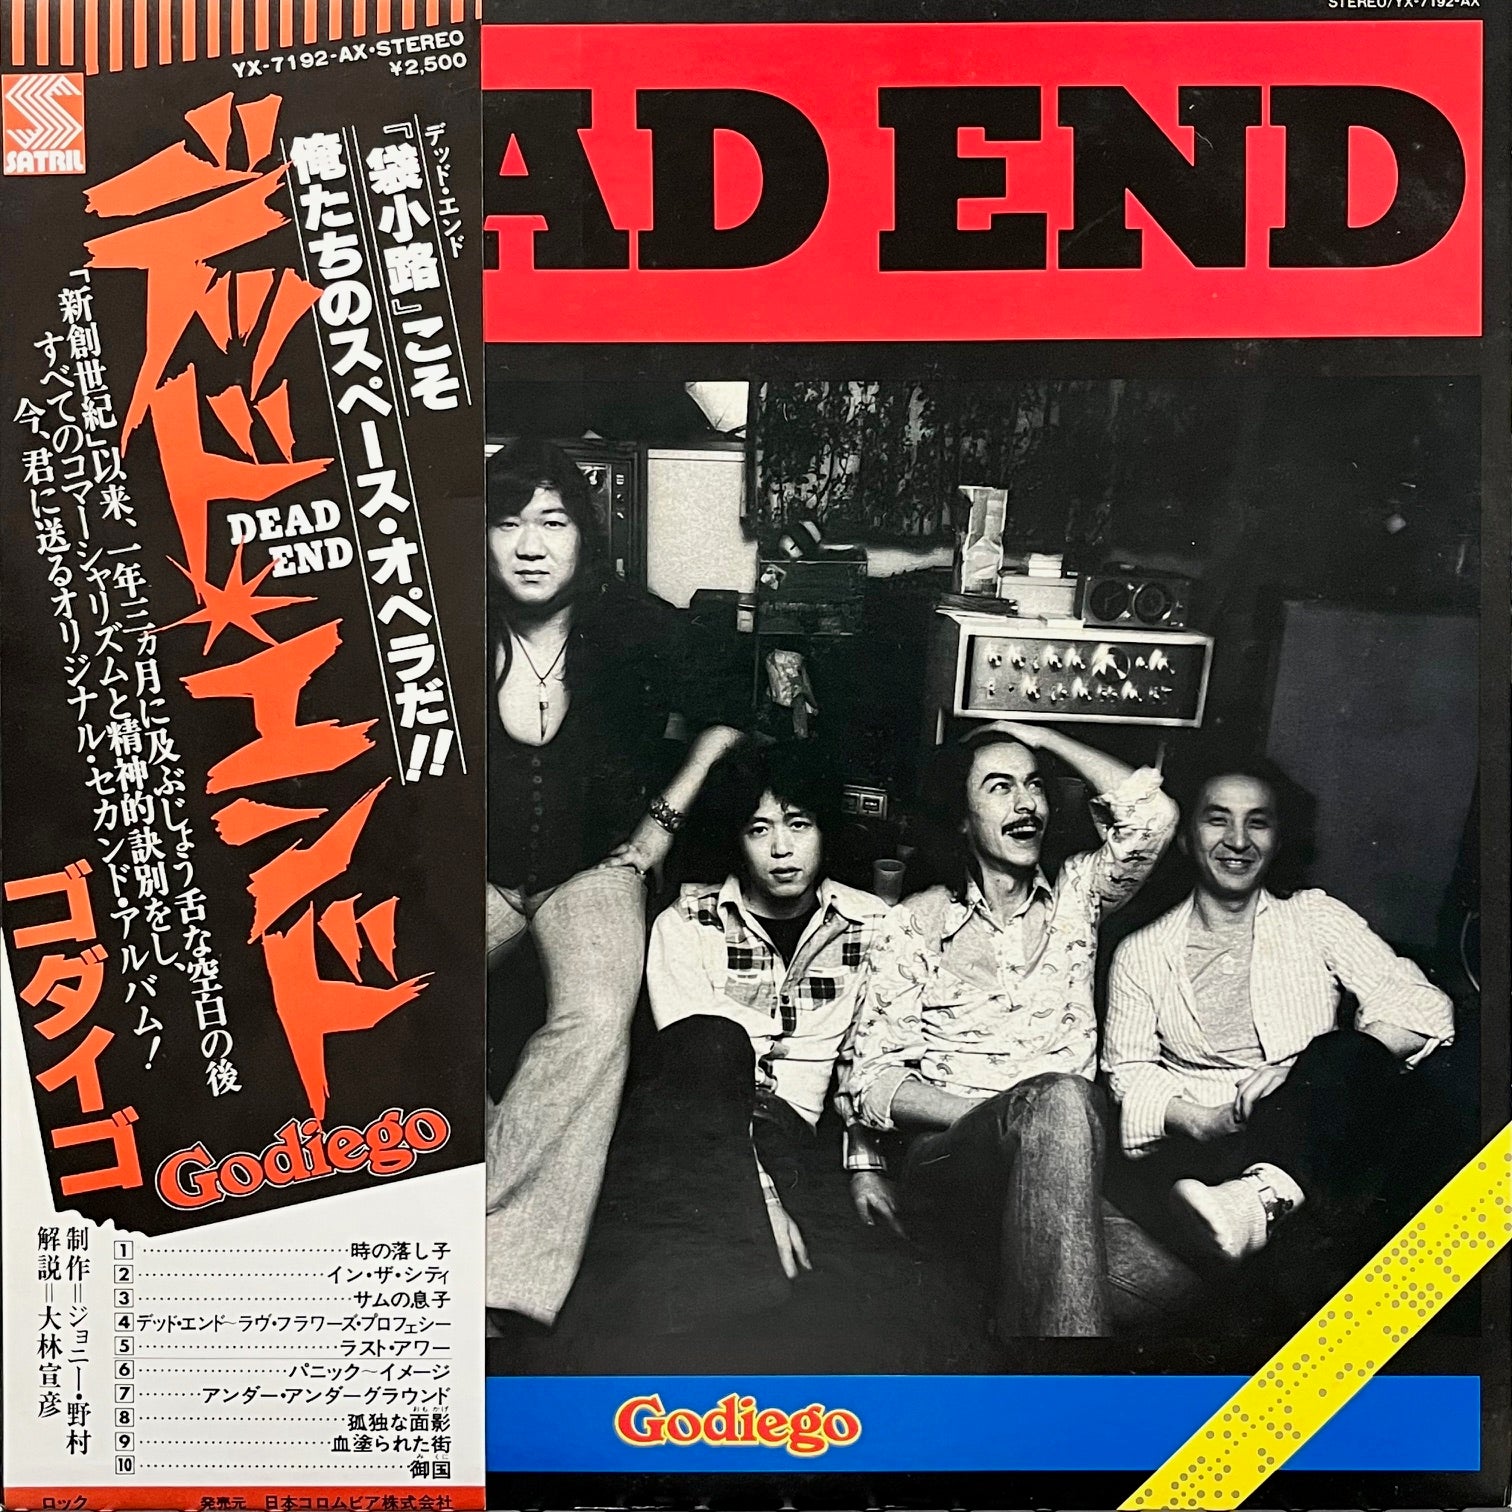 STEREO/YX-7192-AX
YX-7192-AX・STEREO
¥2,500
SATRIL
デッド・エンド
『袋小路』こそ
俺たちのスペース・オペラだ!!
デッド★エンド
DEAD
END
「新創世紀」以来、一年三ヵ月に及ぶじょう舌な空白の後
すべてのコマーシャリズムと精神的訣別をし、
今、君に送るオリジナル・セカンド・アルバム!
ゴダイゴ
Godiego
制作=ジョニー・野村
解説=大林宣彦
1 時の落し子
2 イン・ザ・シティ
3 サムの息子
4 デッド・エンド〜ラヴ・フラワーズ・プロフェシー
5 ラスト・アワー
6 パニック〜イメージ
7 アンダー・アンダーグラウンド
おもかげ
8 孤独な面影
9 血塗られた街
みくに
10 御国
ロック
発売元 日本コロムビア株式会社
AD END
Godiego